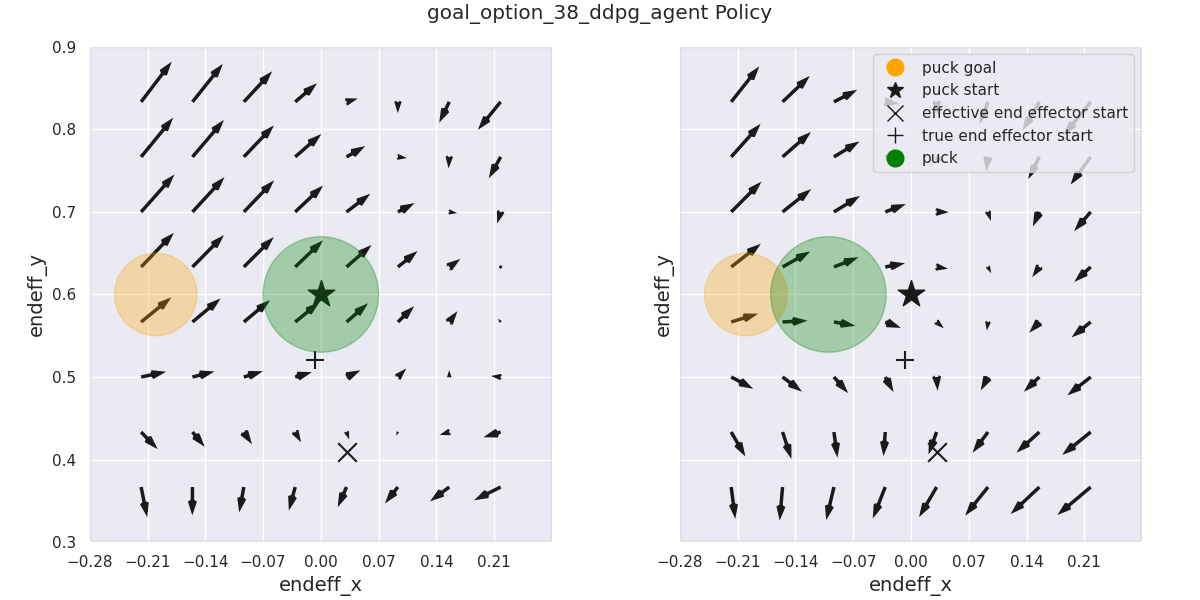 goal_option_38_ddpg_agent Policy
0.9
0.8
0.7
0.6
0.5
0.4
0.3
endeff_y
−0.28 −0.21 −0.14 −0.07 0.00 0.07 0.14 0.21
endeff_x
puck goal
puck start
effective end effector start
true end effector start
puck
endeff_y
−0.28 −0.21 −0.14 −0.07 0.00 0.07 0.14 0.21
endeff_x